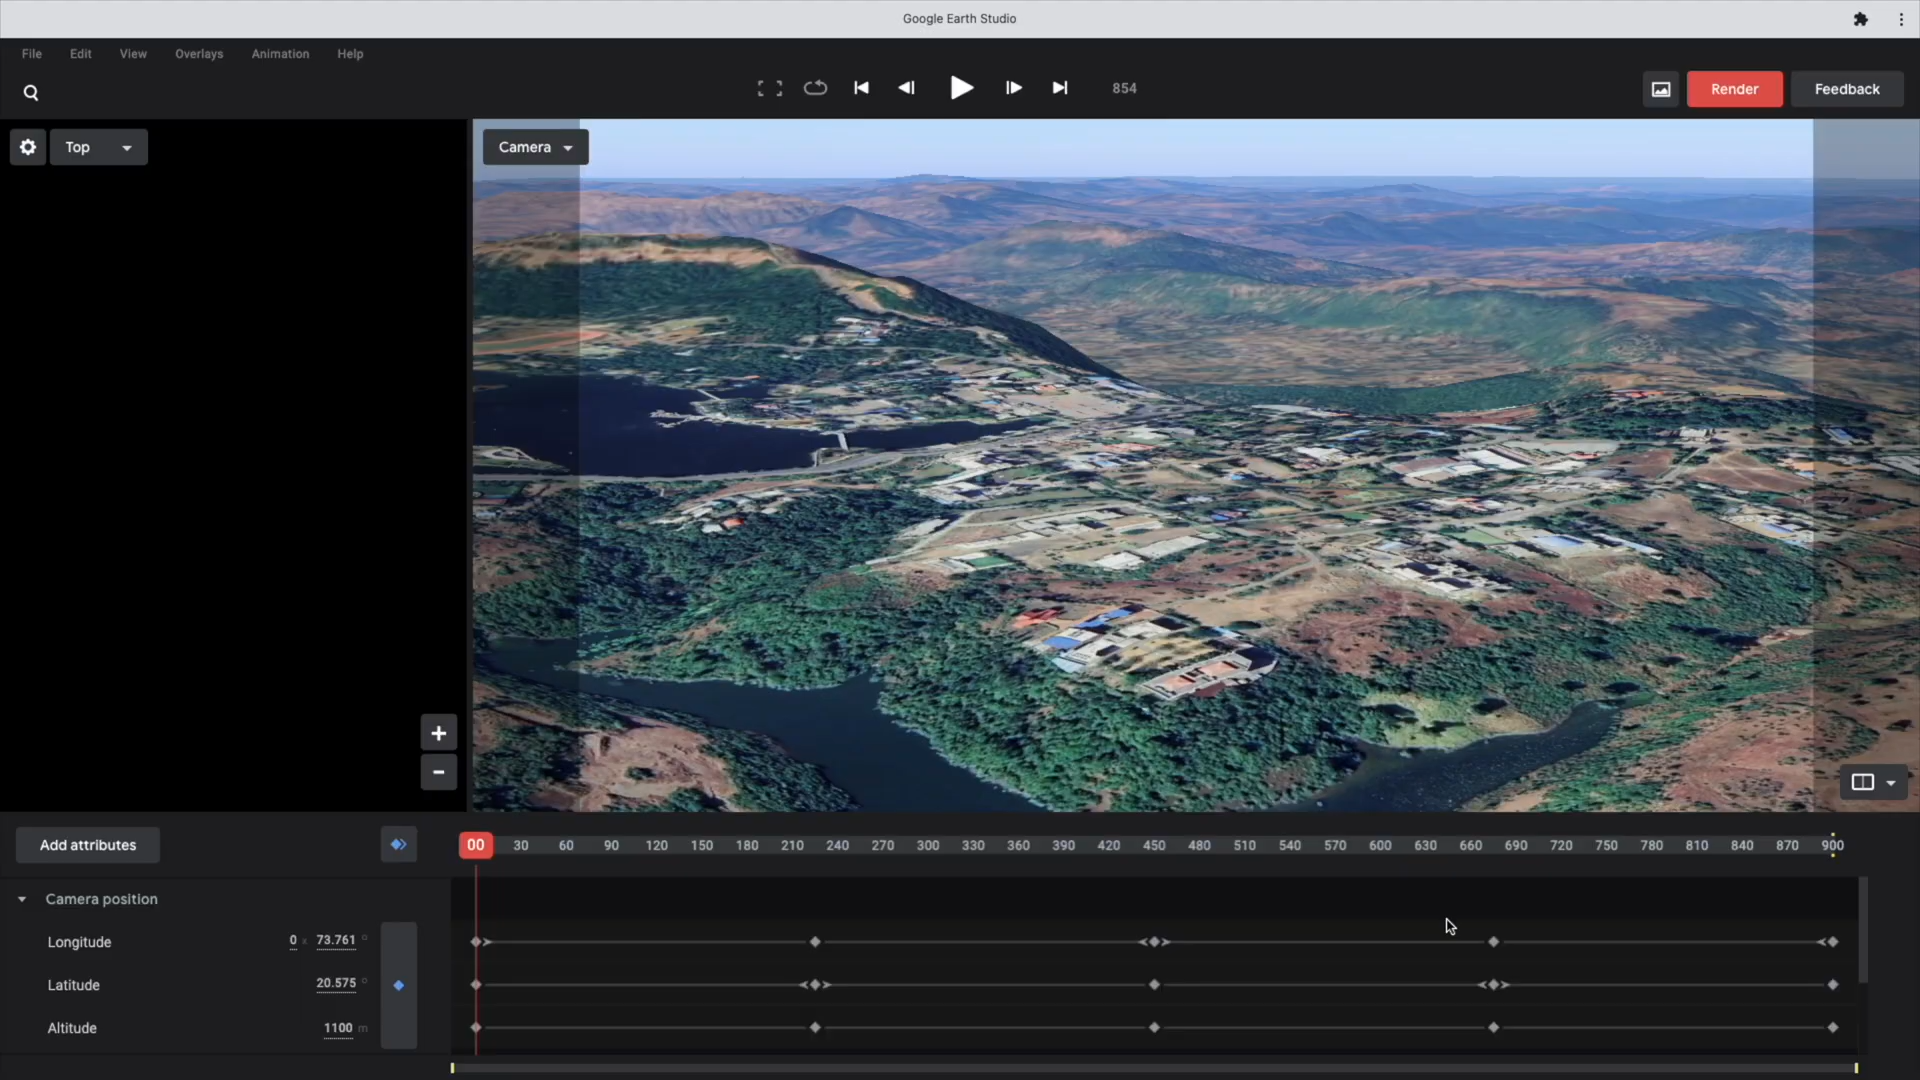 Google Earth Studio
File Edit View Overlays Animation Help
854
Render
Feedback
Top
Camera
Add attributes
00 30 60 90 120 150 180 210 240 270 300 330 360 390 420 450 480 510 540 570 600 630 660 690 720 750 780 810 840 870 900
Camera position
Longitude 0 x 73.761 °
Latitude 20.575 °
Altitude 1100 m